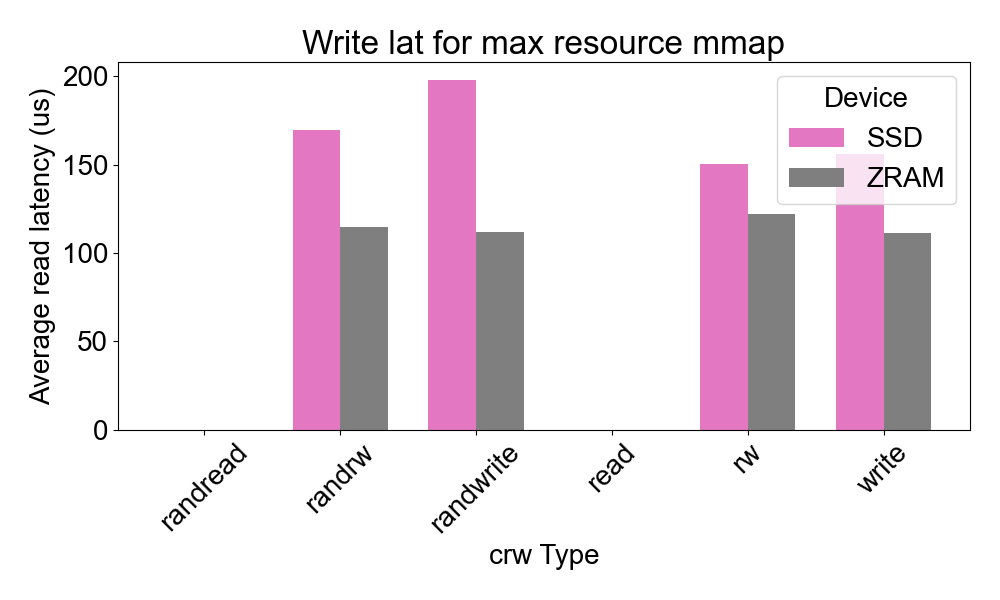 Write lat for max resource mmap
Average read latency (us)
200
150
100
50
0
Device
SSD
ZRAM
randread
randrw
randwrite
read
rw
write
crw Type